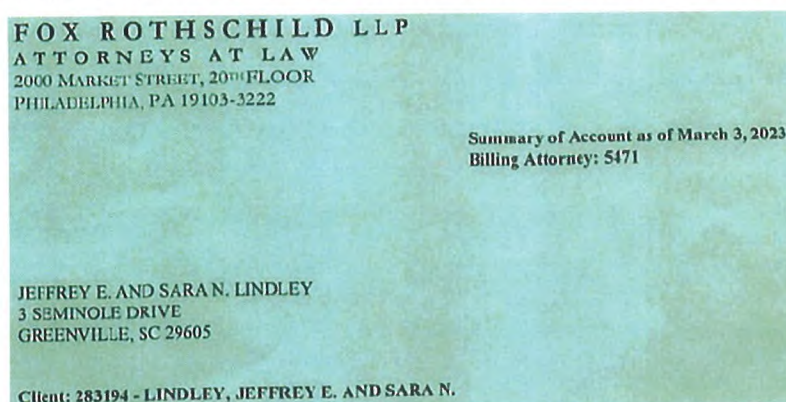 FOX ROTHSCHILD LLP
ATTORNEYS AT LAW
2000 MARKET STREET, 20TH FLOOR
PHILADELPHIA, PA 19103-3222
Summary of Account as of March 3, 2023
Billing Attorney: 5471
JEFFREY E. AND SARA N. LINDLEY
3 SEMINOLE DRIVE
GREENVILLE, SC 29605
Client: 283194 - LINDLEY, JEFFREY E. AND SARA N.